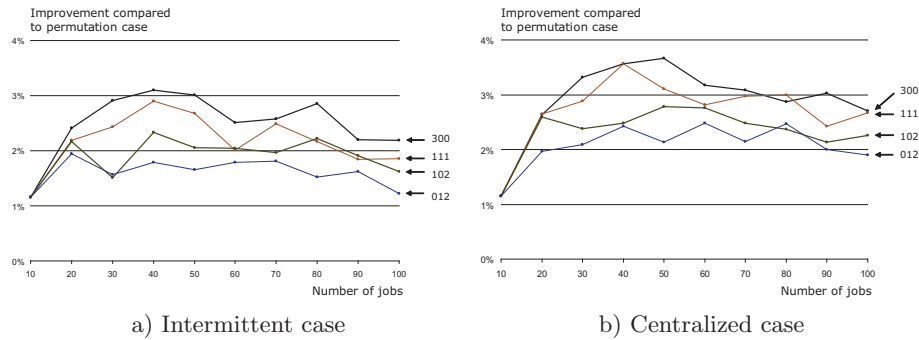 Improvement compared
to permutation case
4%
3%
2%
1%
0%
300
111
102
012
10 20 30 40 50 60 70 80 90 100
Number of jobs
a) Intermittent case
Improvement compared
to permutation case
4%
3%
2%
1%
0%
300
111
102
012
10 20 30 40 50 60 70 80 90 100
Number of jobs
b) Centralized case